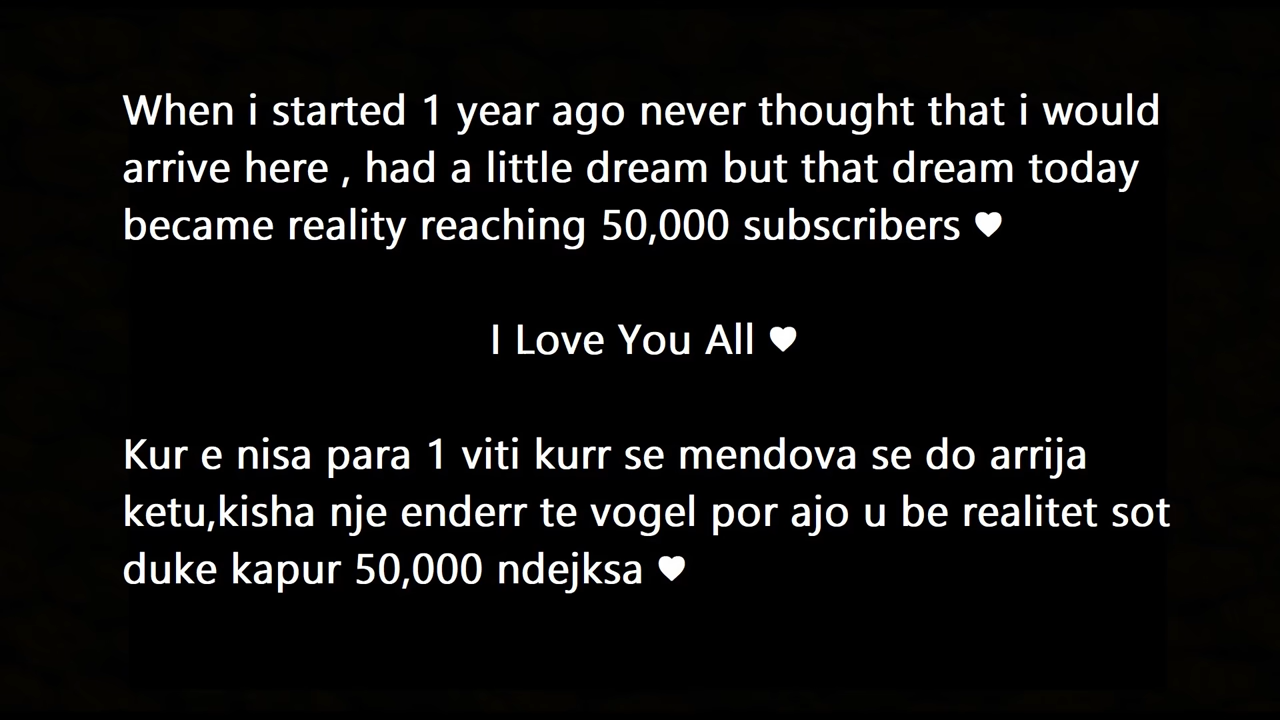 When i started 1 year ago never thought that i would
arrive here , had a little dream but that dream today
became reality reaching 50,000 subscribers ♥
I Love You All ♥
Kur e nisa para 1 viti kurr se mendova se do arrija
ketu,kisha nje enderr te vogel por ajo u be realitet sot
duke kapur 50,000 ndejksa ♥